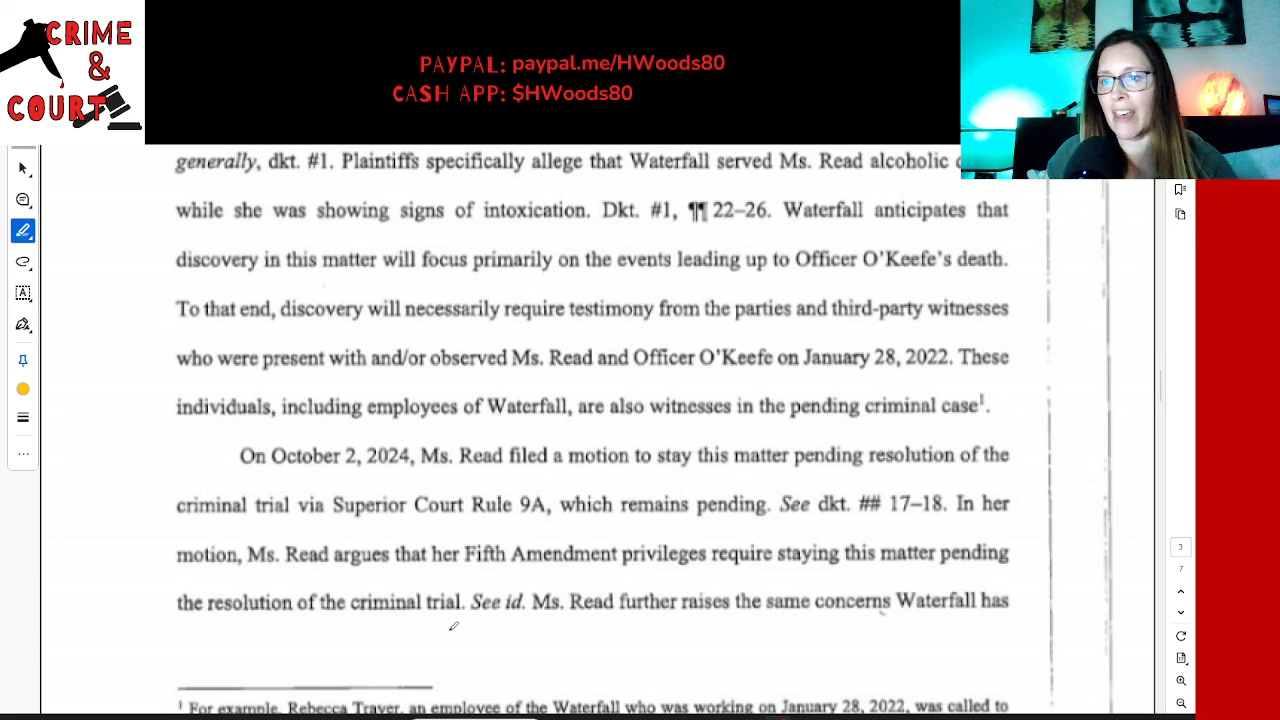 CRIME
&
COURT
PAYPAL: paypal.me/HWoods80
CASH APP: $HWoods80
generally, dkt. #1. Plaintiffs specifically allege that Waterfall served Ms. Read alcoholic
while she was showing signs of intoxication. Dkt. #1, ¶¶ 22–26. Waterfall anticipates that
discovery in this matter will focus primarily on the events leading up to Officer O'Keefe's death.
To that end, discovery will necessarily require testimony from the parties and third-party witnesses
who were present with and/or observed Ms. Read and Officer O'Keefe on January 28, 2022. These
individuals, including employees of Waterfall, are also witnesses in the pending criminal case¹.
On October 2, 2024, Ms. Read filed a motion to stay this matter pending resolution of the
criminal trial via Superior Court Rule 9A, which remains pending. See dkt. ## 17–18. In her
motion, Ms. Read argues that her Fifth Amendment privileges require staying this matter pending
the resolution of the criminal trial. See id. Ms. Read further raises the same concerns Waterfall has
¹ For example, Rebecca Trayer, an employee of the Waterfall who was working on January 28, 2022, was called to
3
7